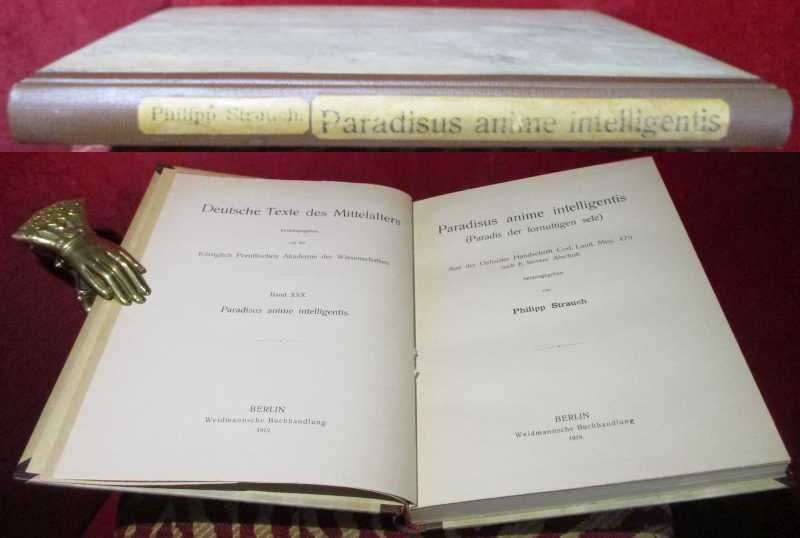 Philipp Strauch.
Paradisus anime intelligentis
Deutsche Texte des Mittelalters
herausgegeben
von der
Königlich Preußischen Akademie der Wissenschaften
Band XXX
Paradisus anime intelligentis.
BERLIN
Weidmannsche Buchhandlung
1919.
Paradisus anime intelligentis
(Paradis der fornuftigen sele)
Aus der Oxforder Handschrift Cod. Laud. Misc. 479
nach E. Sievers' Abschrift
herausgegeben
von
Philipp Strauch
BERLIN
Weidmannsche Buchhandlung
1919.